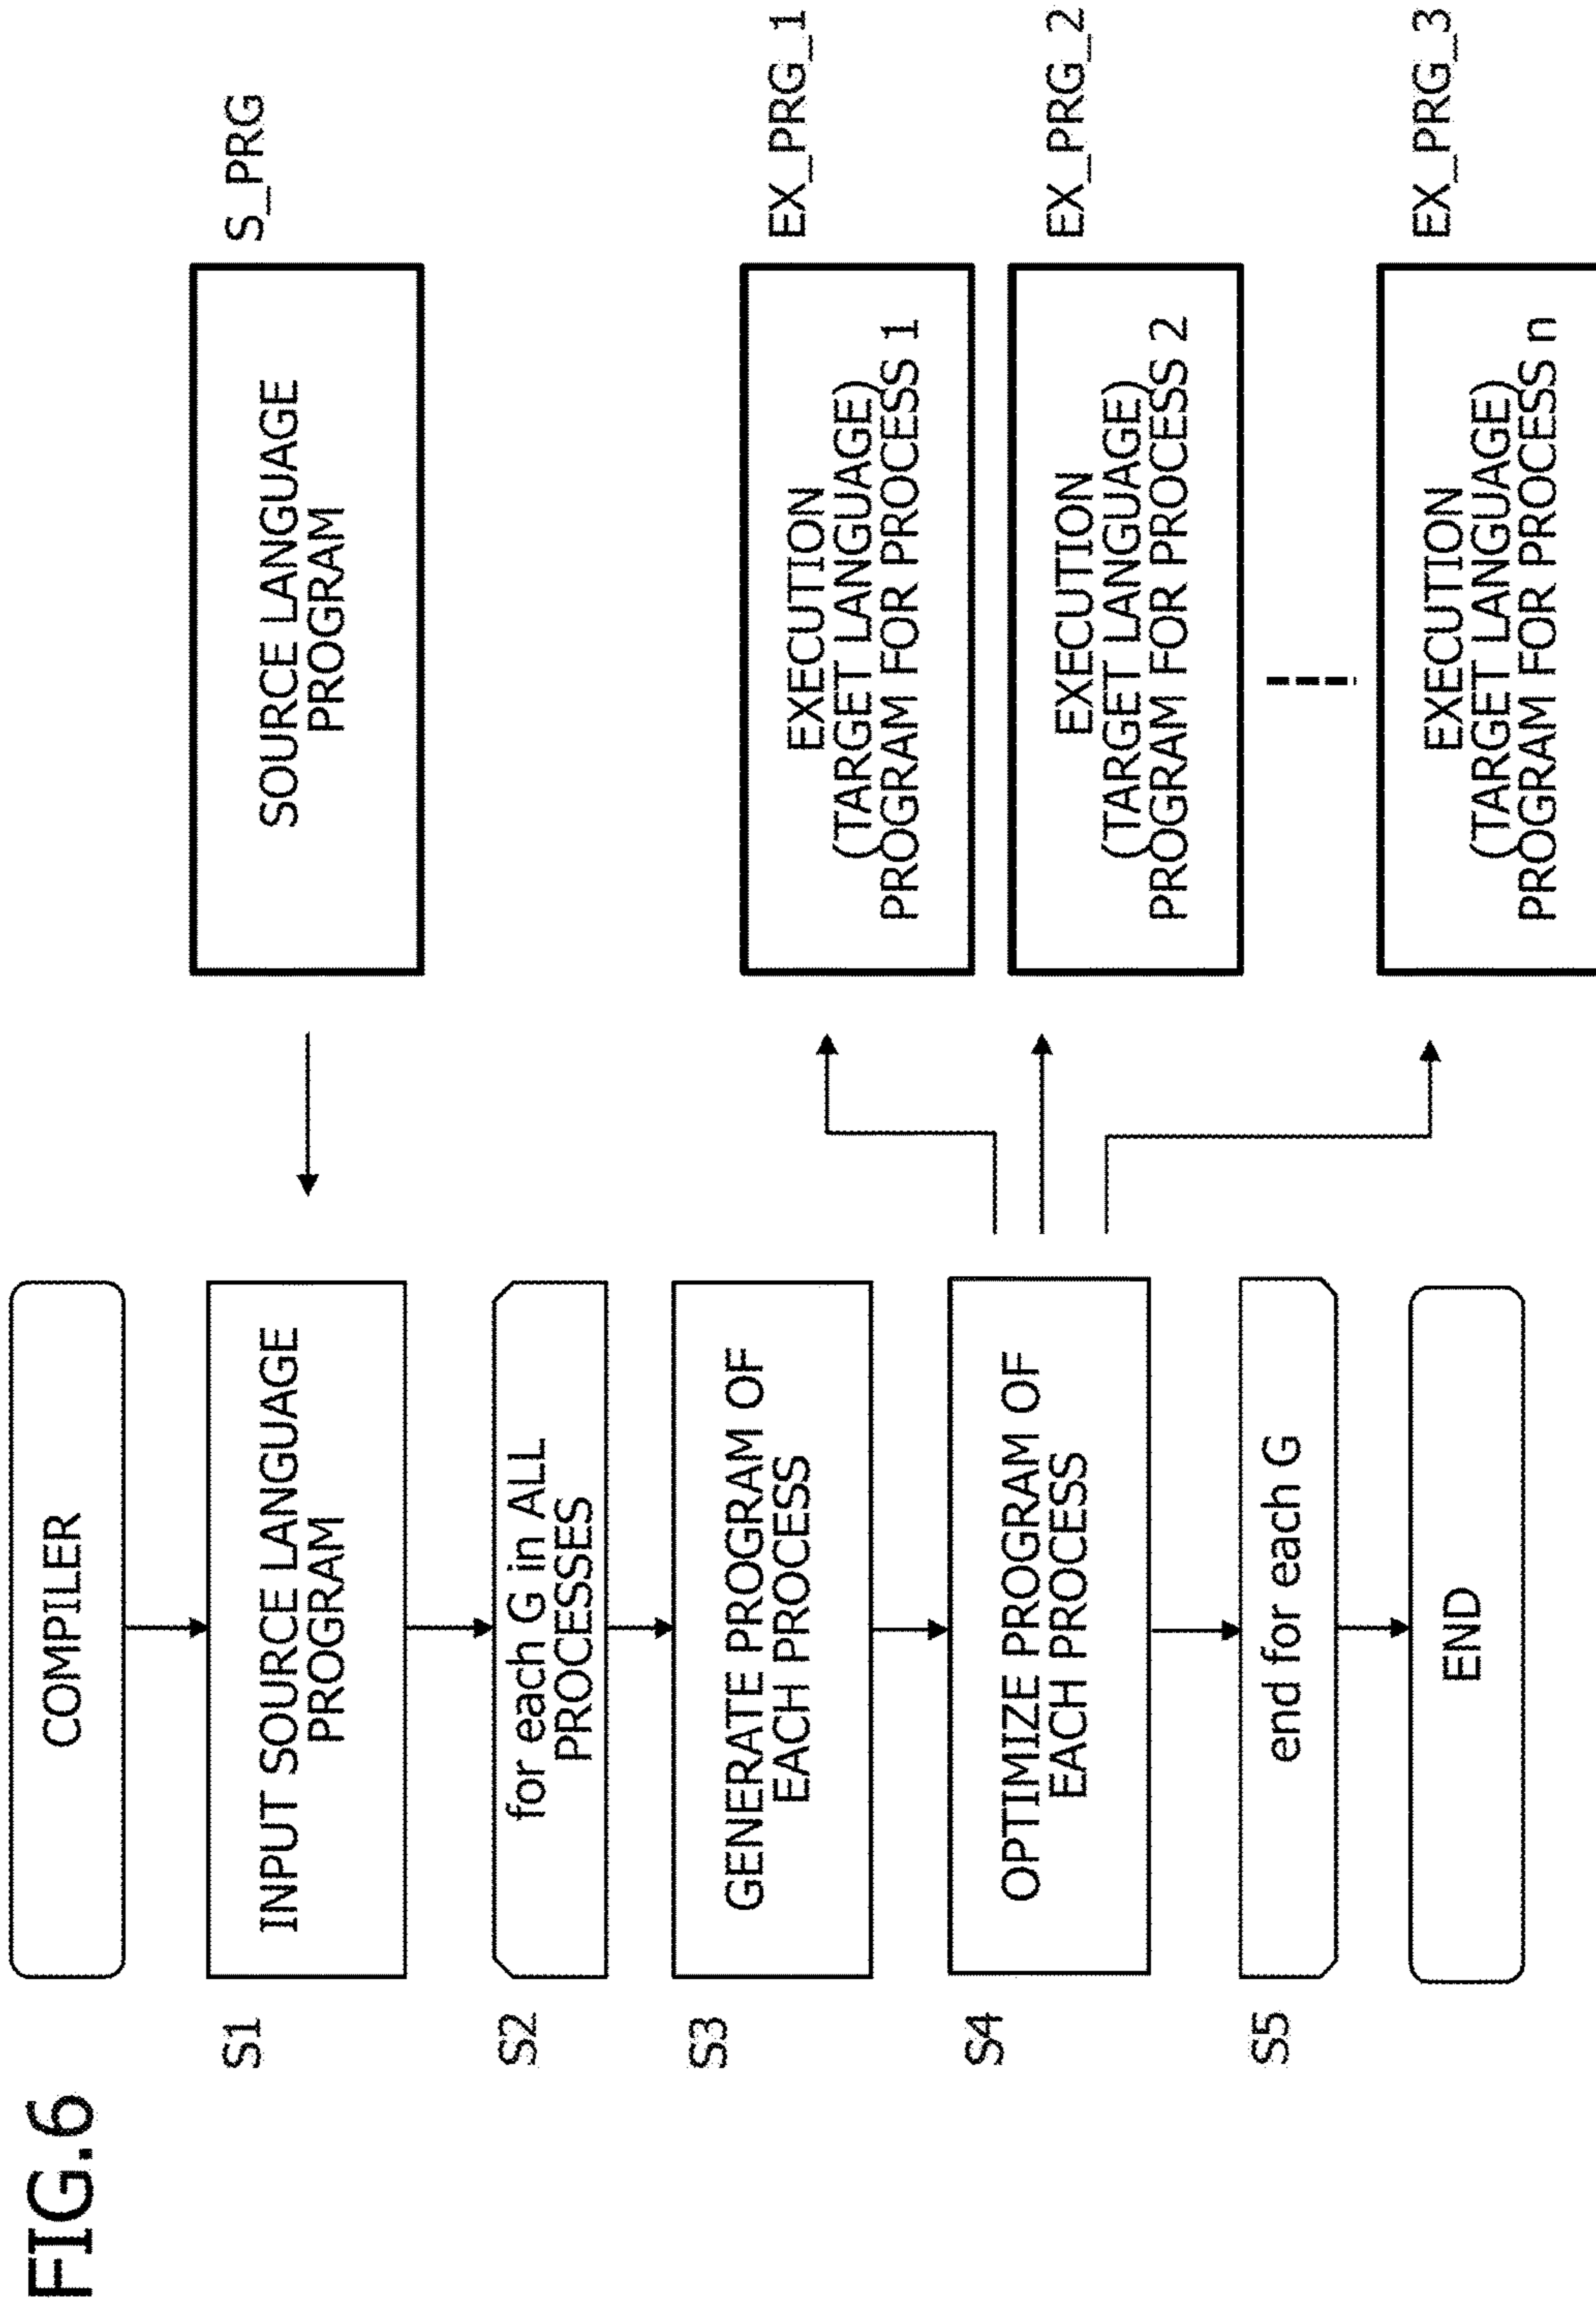 FIG.6
COMPILER
S1
INPUT SOURCE LANGUAGE
PROGRAM
SOURCE LANGUAGE
PROGRAM
S_PRG
S2
for each G in ALL
PROCESSES
S3
GENERATE PROGRAM OF
EACH PROCESS
EXECUTION
(TARGET LANGUAGE)
PROGRAM FOR PROCESS 1
EX_PRG_1
S4
OPTIMIZE PROGRAM OF
EACH PROCESS
EXECUTION
(TARGET LANGUAGE)
PROGRAM FOR PROCESS 2
EX_PRG_2
S5
end for each G
END
EXECUTION
(TARGET LANGUAGE)
PROGRAM FOR PROCESS n
EX_PRG_3